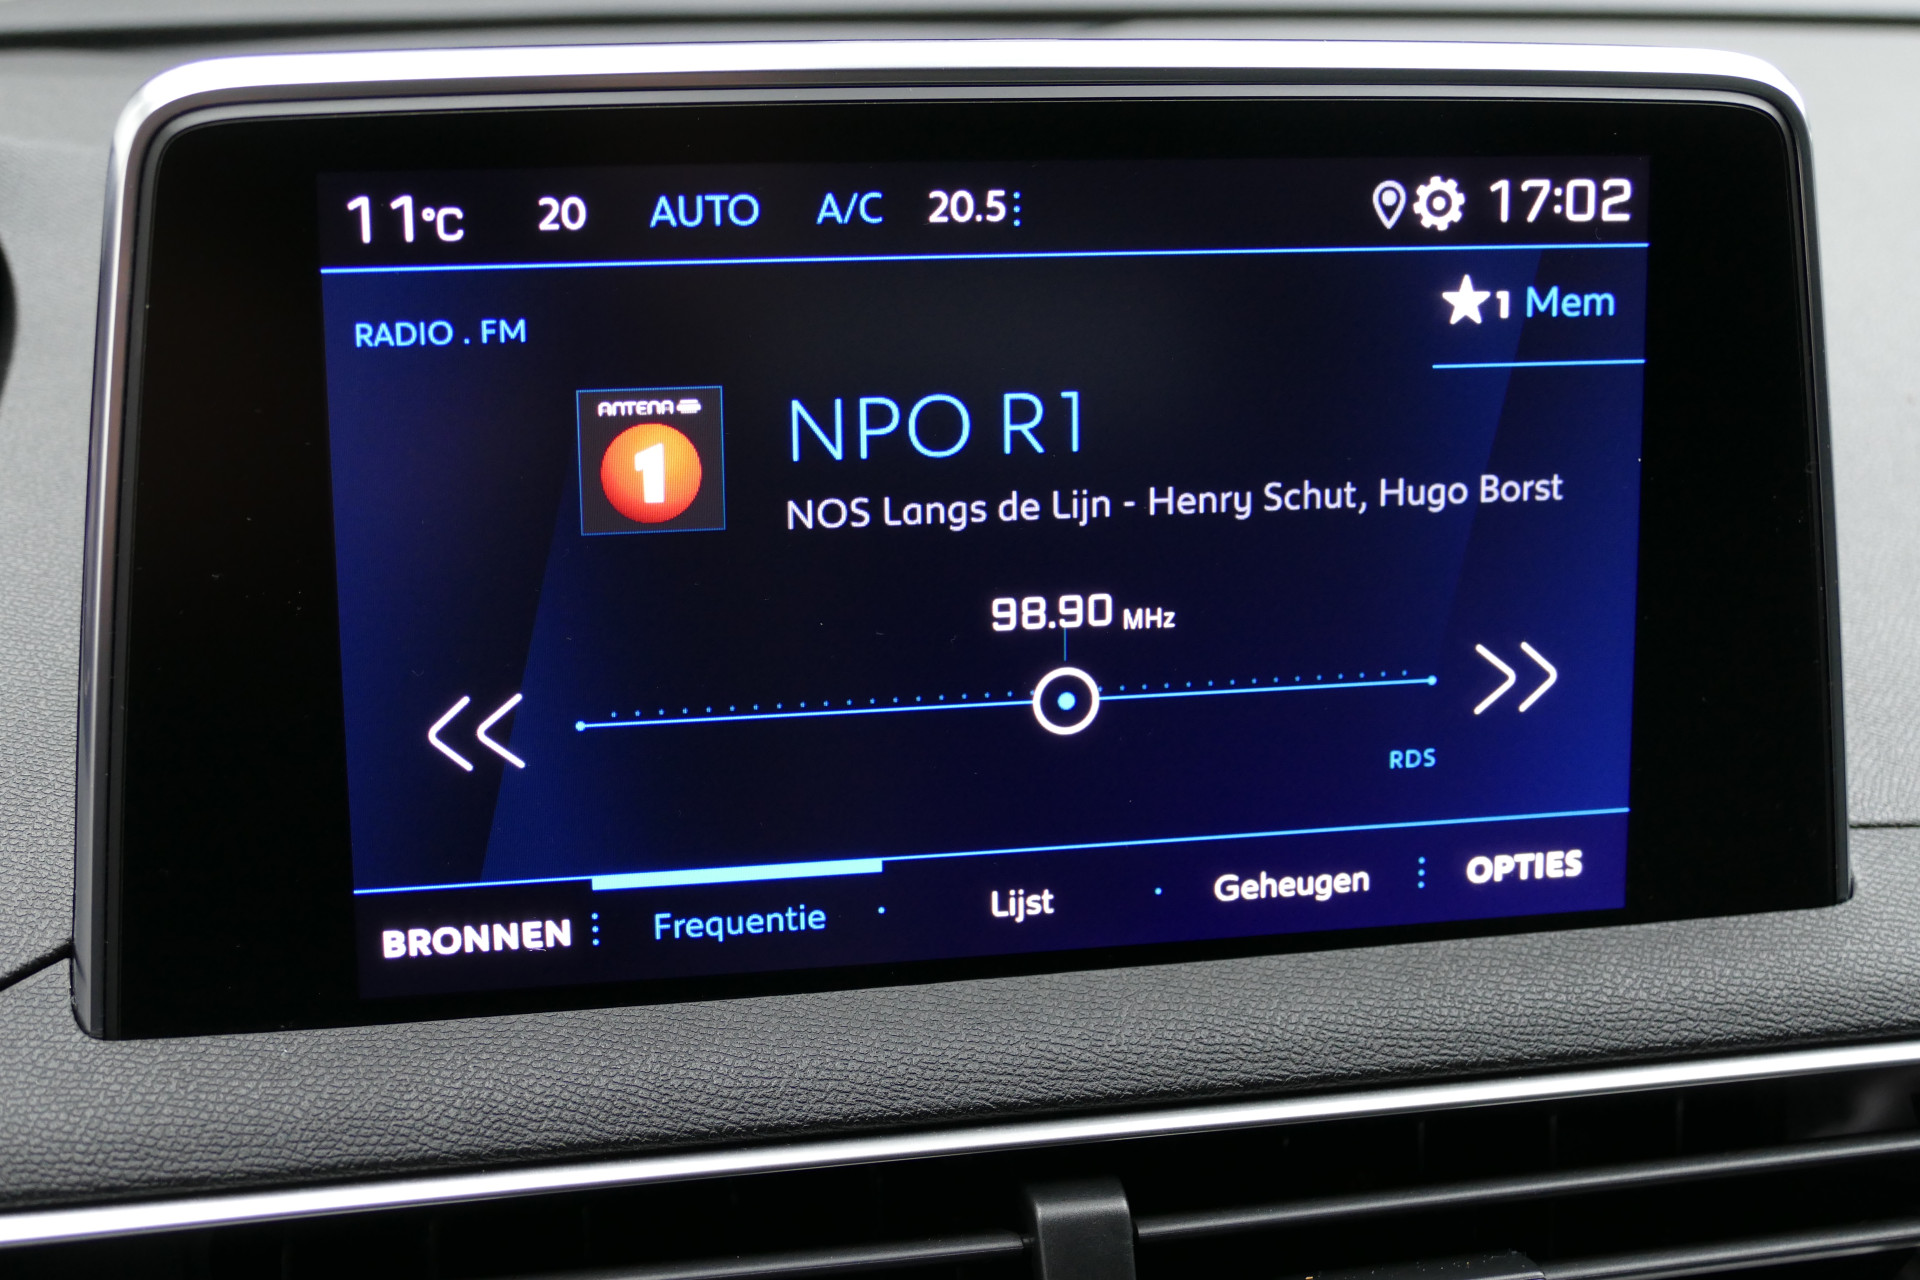 11°C 20 AUTO A/C 20.5 17:02
1 Mem
RADIO . FM
ANTENA
1
NPO R1
NOS Langs de Lijn - Henry Schut, Hugo Borst
98.90 MHz
RDS
BRONNEN Frequentie Lijst Geheugen OPTIES